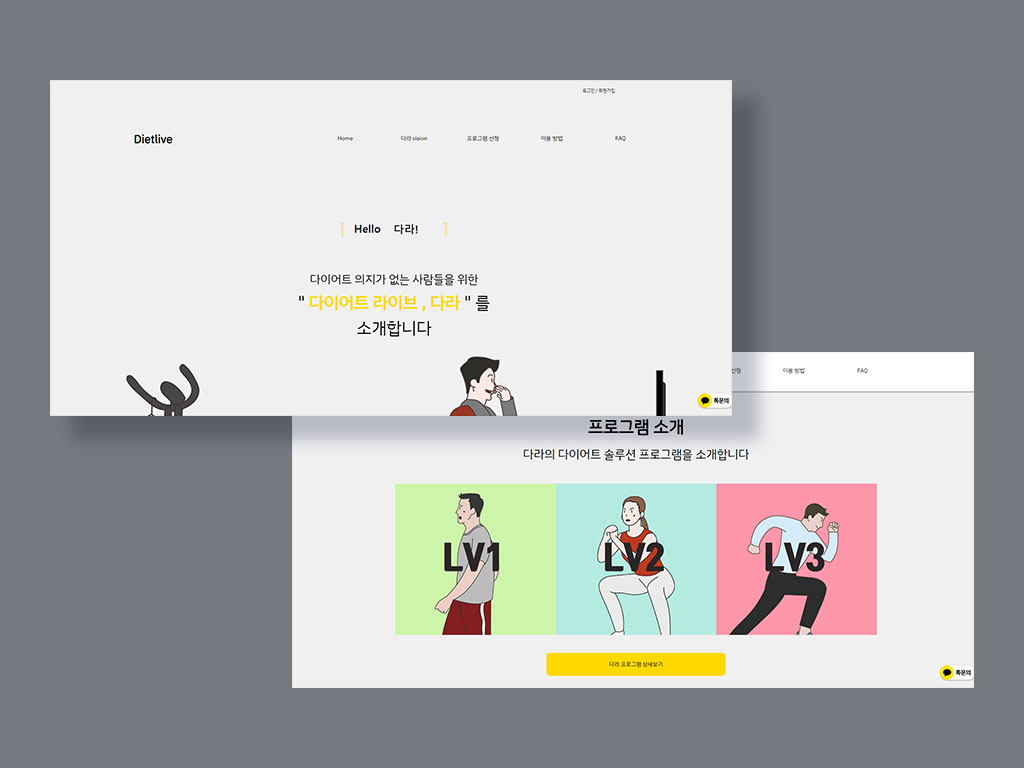 로그인 / 회원가입
Dietlive
Home 다라 vision 프로그램 신청 이용 방법 FAQ
[ Hello 다라! ]
다이어트 의지가 없는 사람들을 위한
" 다이어트 라이브 , 다라 " 를
소개합니다
톡문의
신청 이용 방법 FAQ
프로그램 소개
다라의 다이어트 솔루션 프로그램을 소개합니다
LV1 LV2 LV3
다라 프로그램 상세보기
톡문의